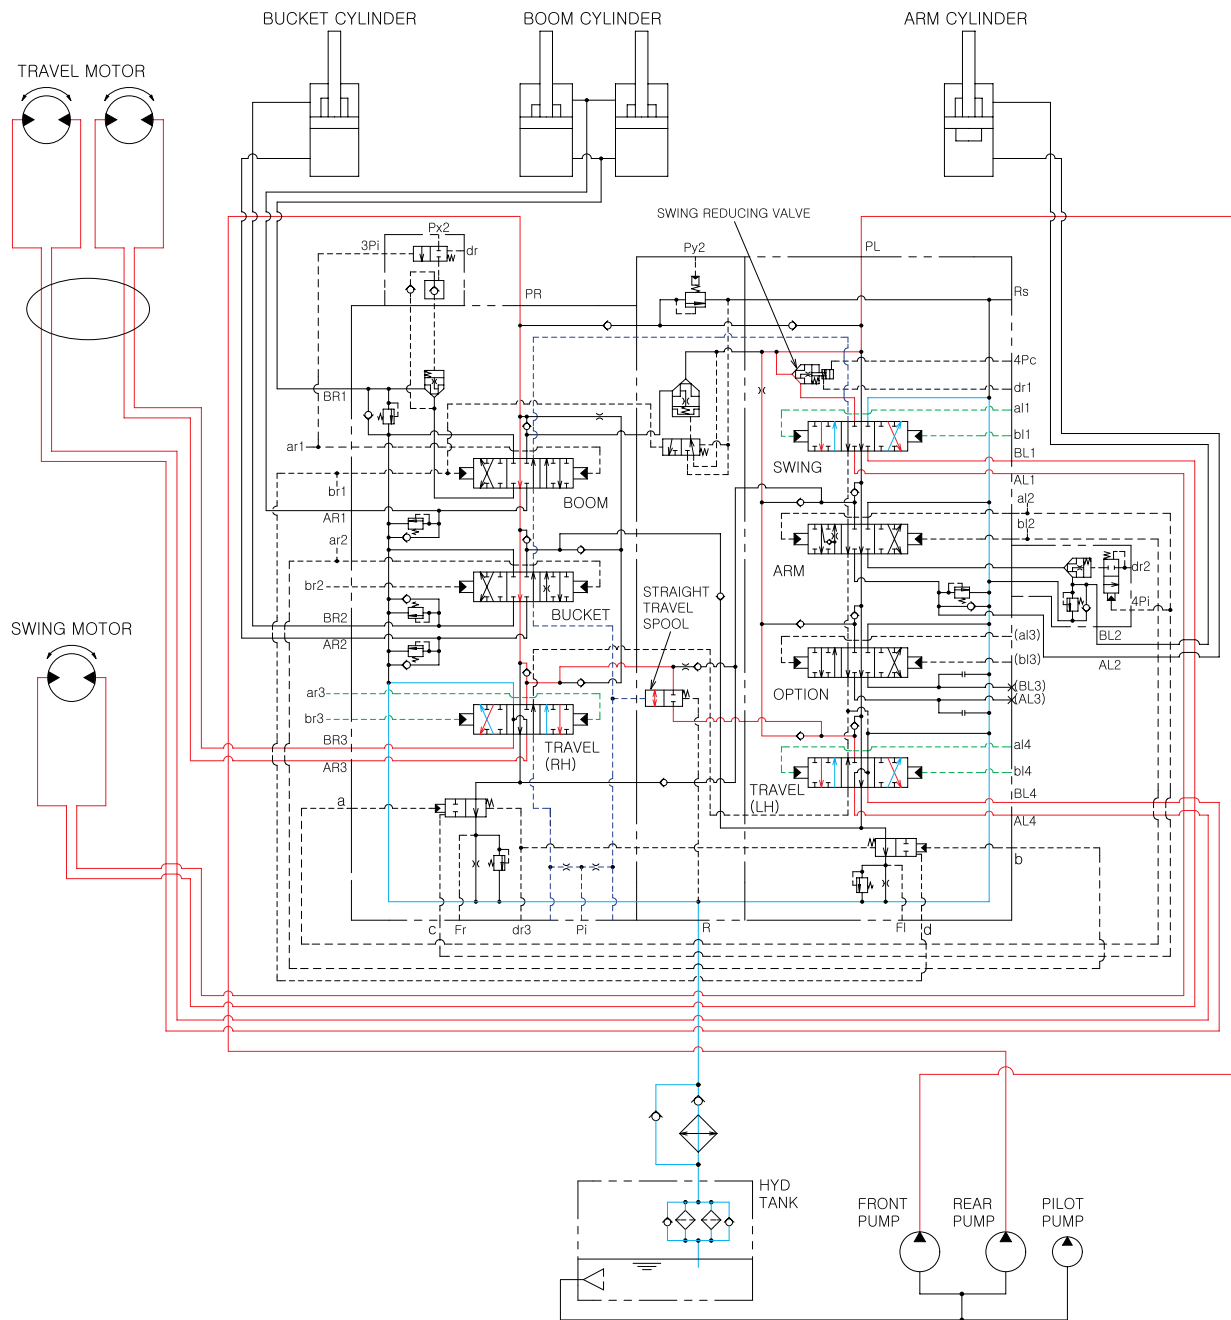 BUCKET CYLINDER
BOOM CYLINDER
ARM CYLINDER
TRAVEL MOTOR
SWING REDUCING VALVE
Px2
3Pi
dr
Py2
PL
PR
Rs
4Pc
dr1
BR1
al1
ar1
bl1
BL1
SWING
AL1
br1
BOOM
al2
AR1
bl2
ar2
ARM
dr2
br2
BUCKET
STRAIGHT
TRAVEL
SPOOL
4Pi
BR2
SWING MOTOR
(al3)
BL2
AR2
AL2
(bl3)
ar3
OPTION
(BL3)
(AL3)
br3
BR3
TRAVEL
(RH)
al4
AR3
bl4
a
TRAVEL
(LH)
BL4
AL4
b
C
Fr
dr3
Pi
R
Fl
d
HYD
TANK
FRONT
PUMP
REAR
PUMP
PILOT
PUMP